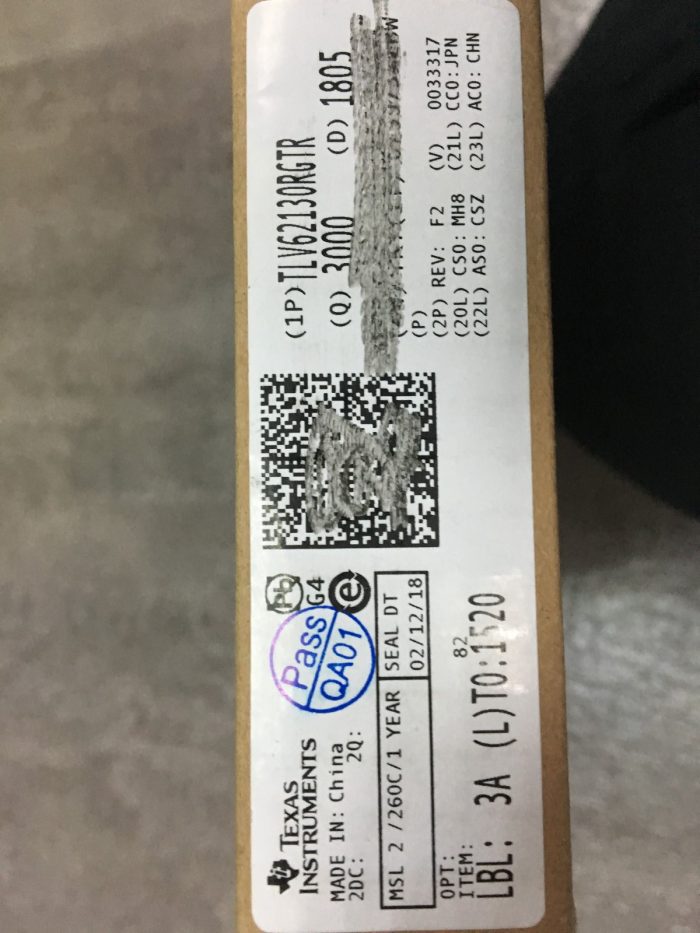 TEXAS
INSTRUMENTS
MADE IN: China
2DC: 2Q:
Pb
G4
e
Pass
QA01
MSL 2 /260C/1 YEAR
SEAL DT
02/12/18
OPT:
ITEM: 82
LBL: 3A (L)TO:1520
(1P) TLV62130RGTR
(Q) 3000 (D) 1805
(P)
(2P) REV: F2 (V) 0033317
(20L) CSO: MH8 (21L) CCO:JPN
(22L) ASO: CSZ (23L) ACO: CHN